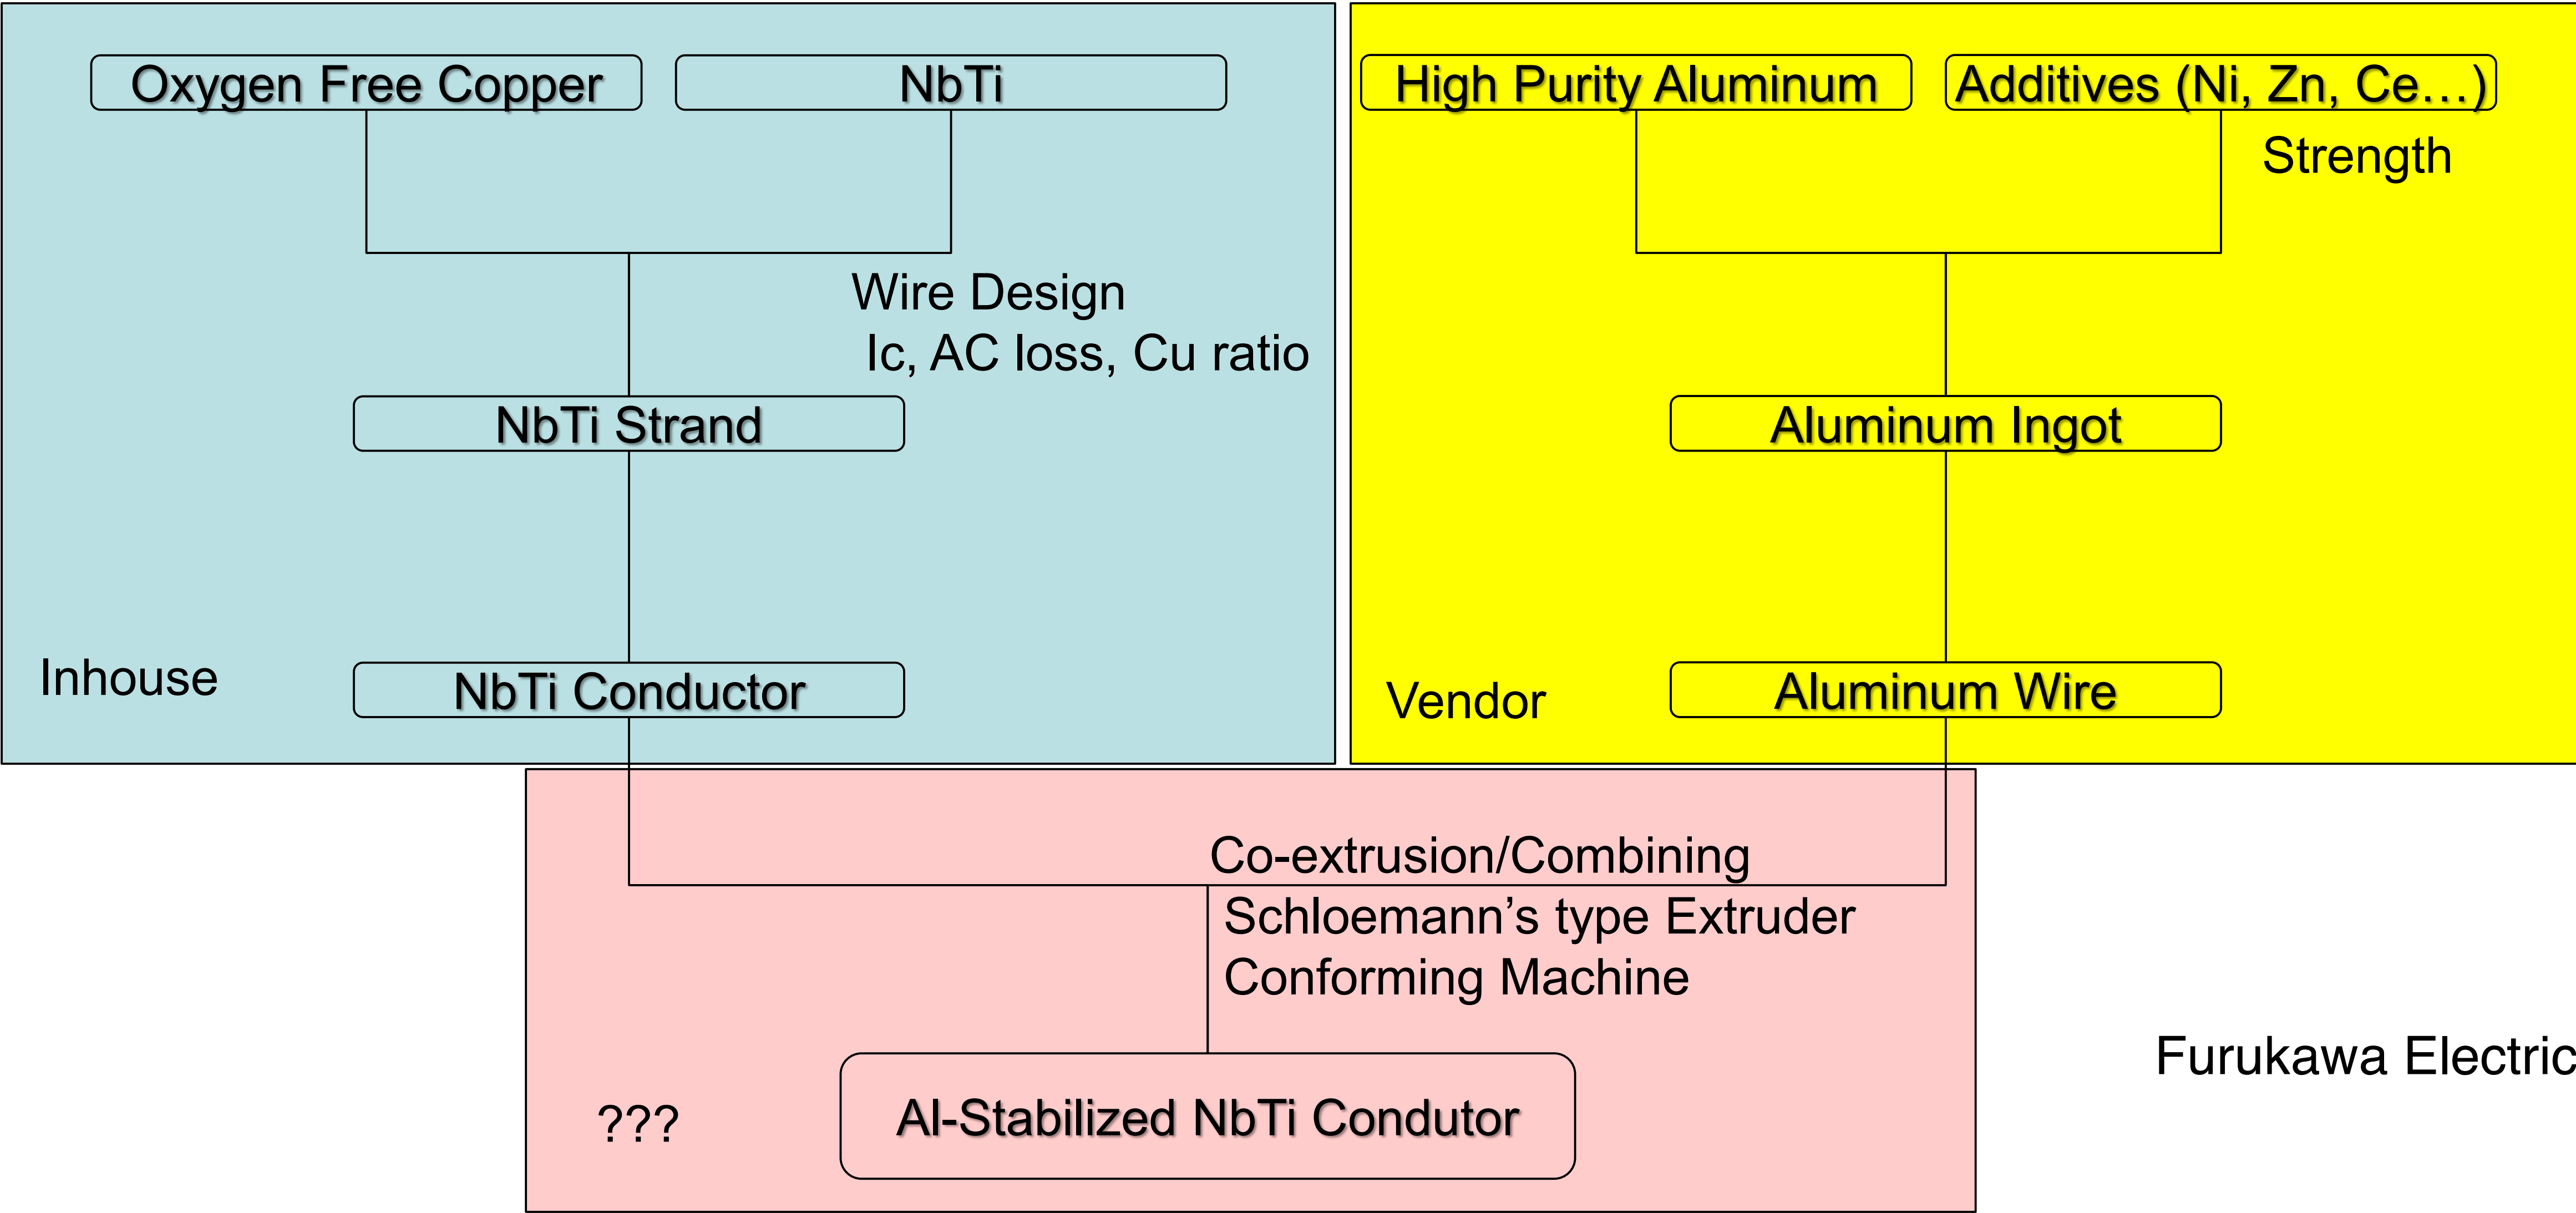 Oxygen Free Copper
NbTi
High Purity Aluminum
Additives (Ni, Zn, Ce…)
Strength
Wire Design
Ic, AC loss, Cu ratio
NbTi Strand
Aluminum Ingot
Inhouse
NbTi Conductor
Vendor
Aluminum Wire
Co-extrusion/Combining
Schloemann’s type Extruder
Conforming Machine
Furukawa Electric
???
Al-Stabilized NbTi Condutor